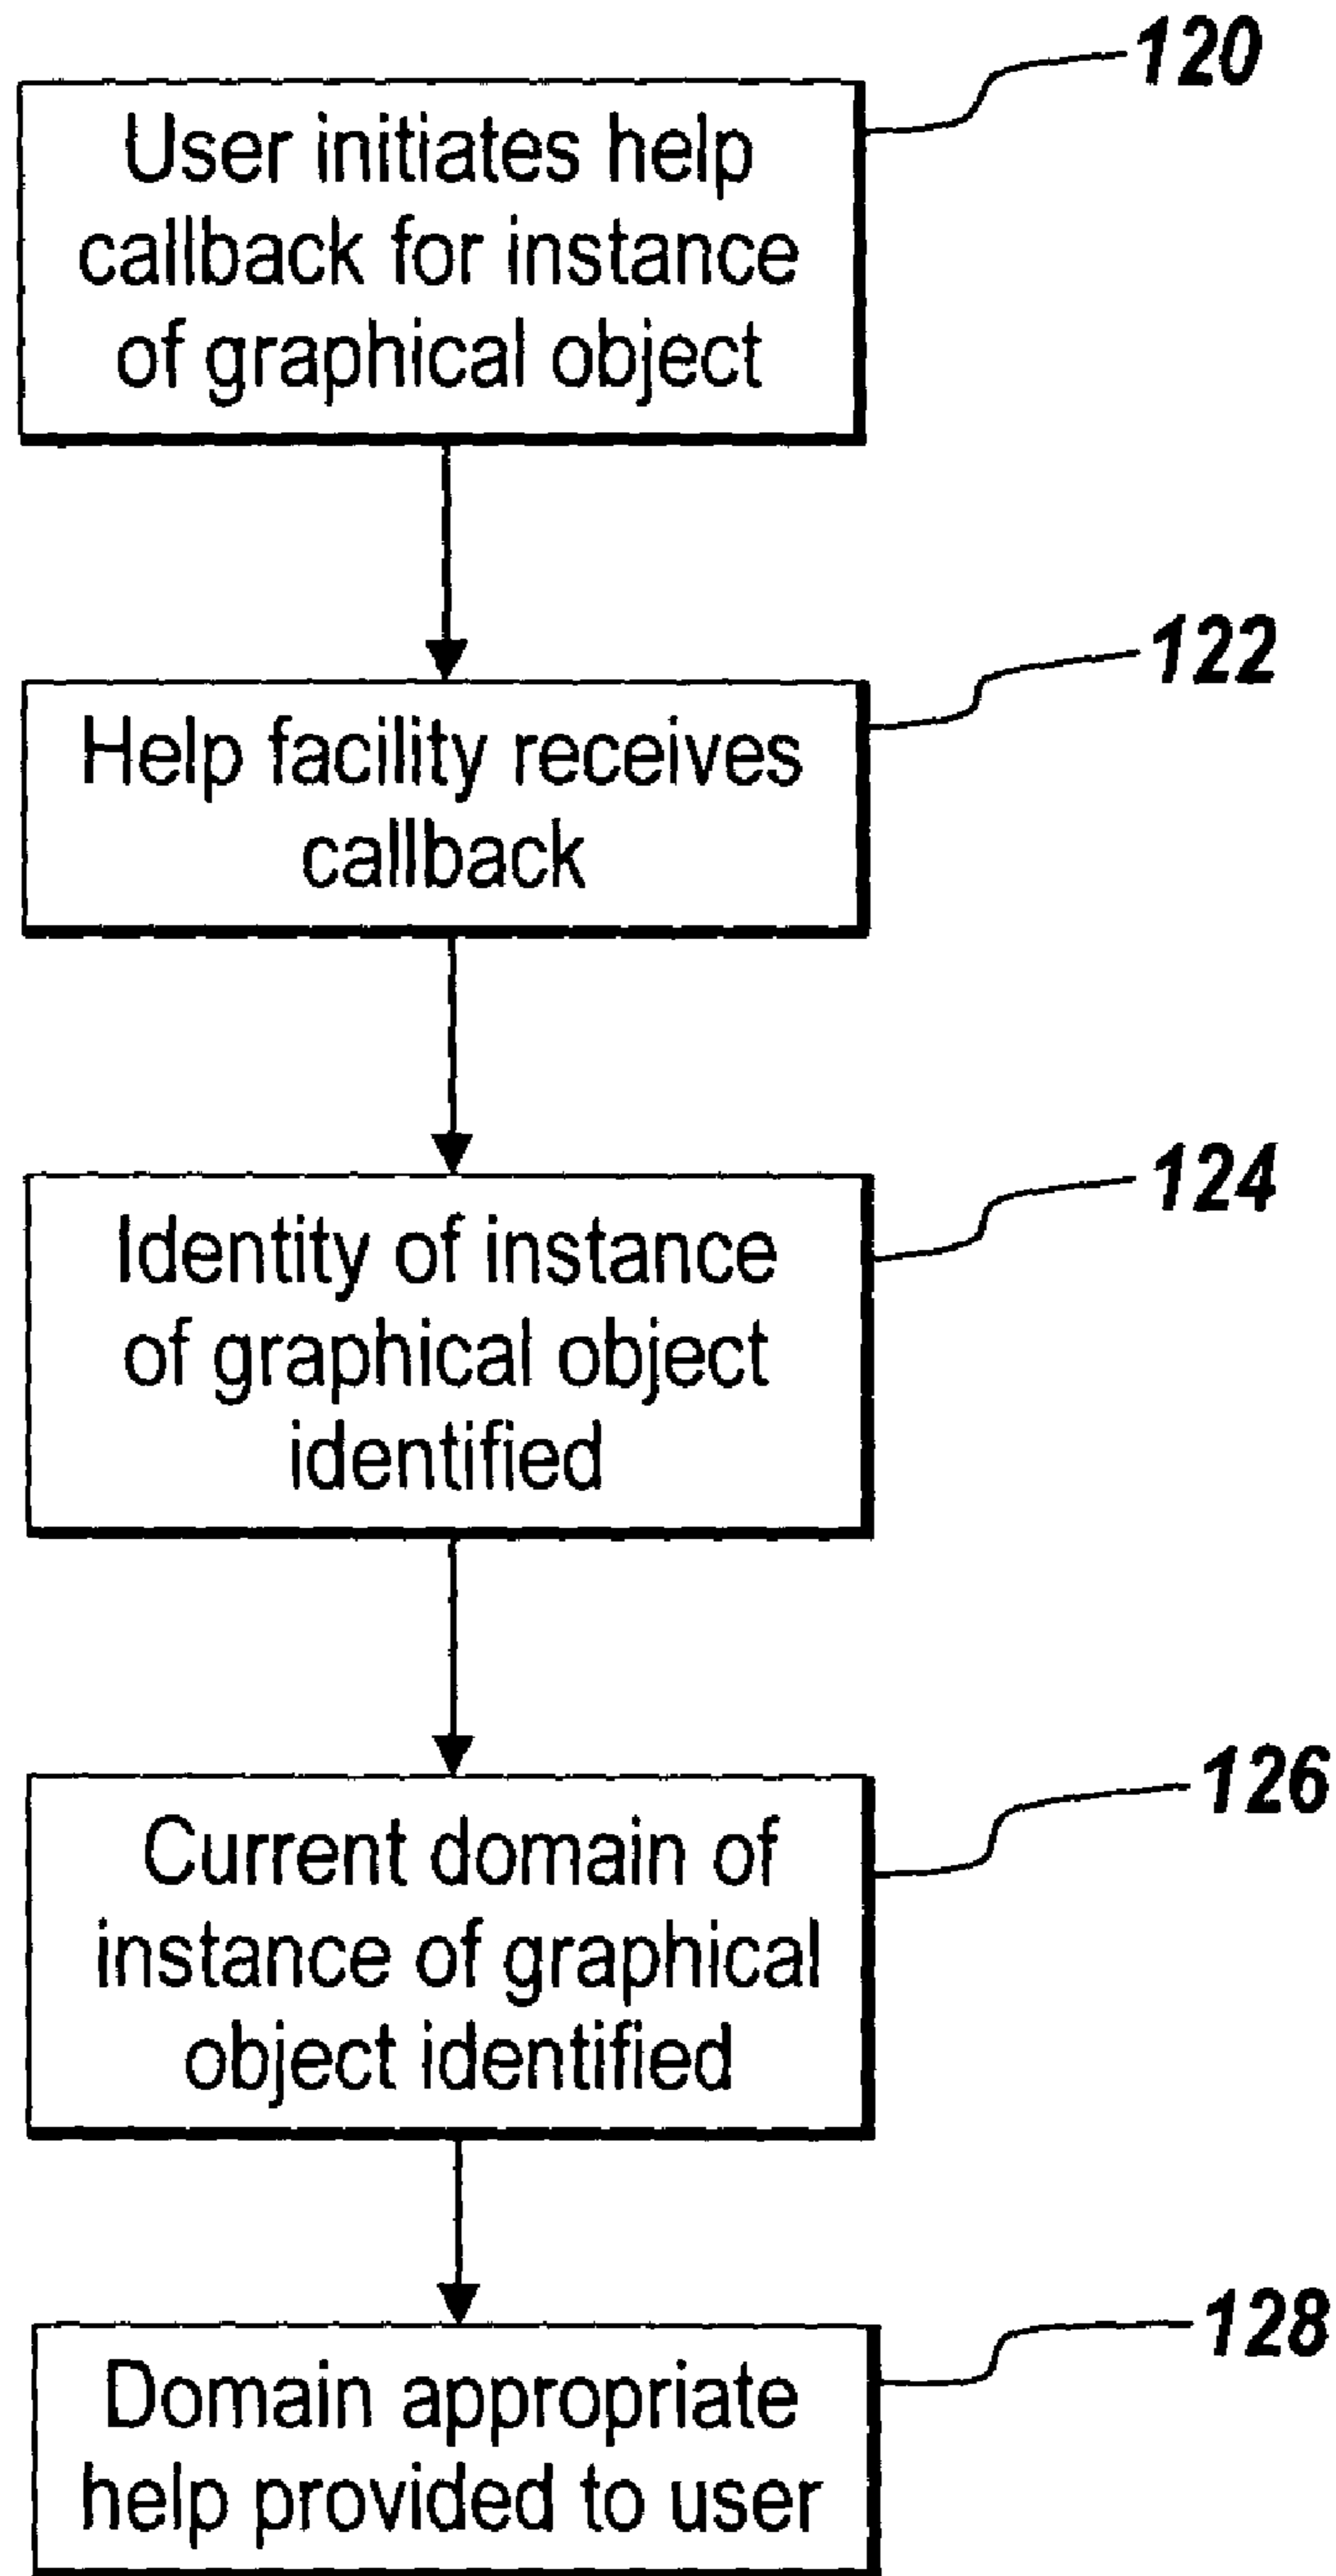 120
User initiates help
callback for instance
of graphical object
122
Help facility receives
callback
124
Identity of instance
of graphical object
identified
126
Current domain of
instance of graphical
object identified
128
Domain appropriate
help provided to user